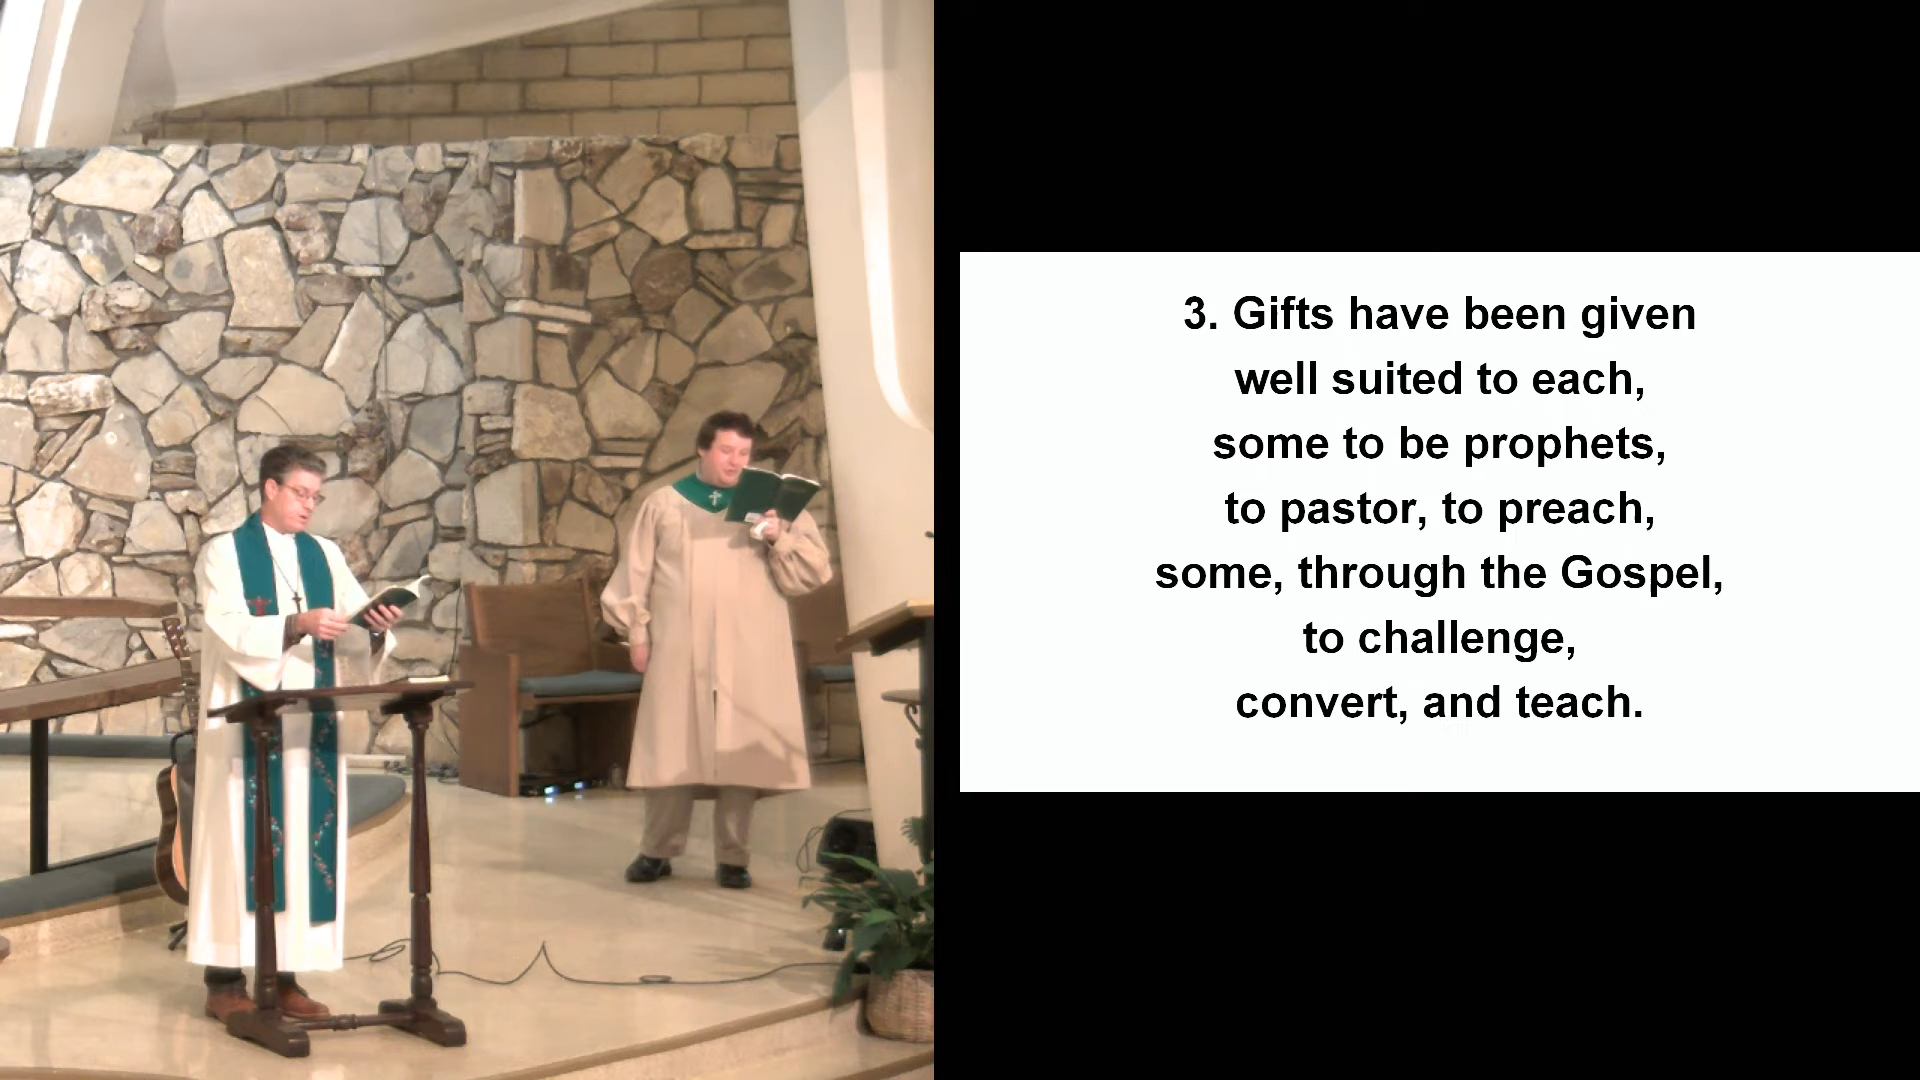 3. Gifts have been given
well suited to each,
some to be prophets,
to pastor, to preach,
some, through the Gospel,
to challenge,
convert, and teach.